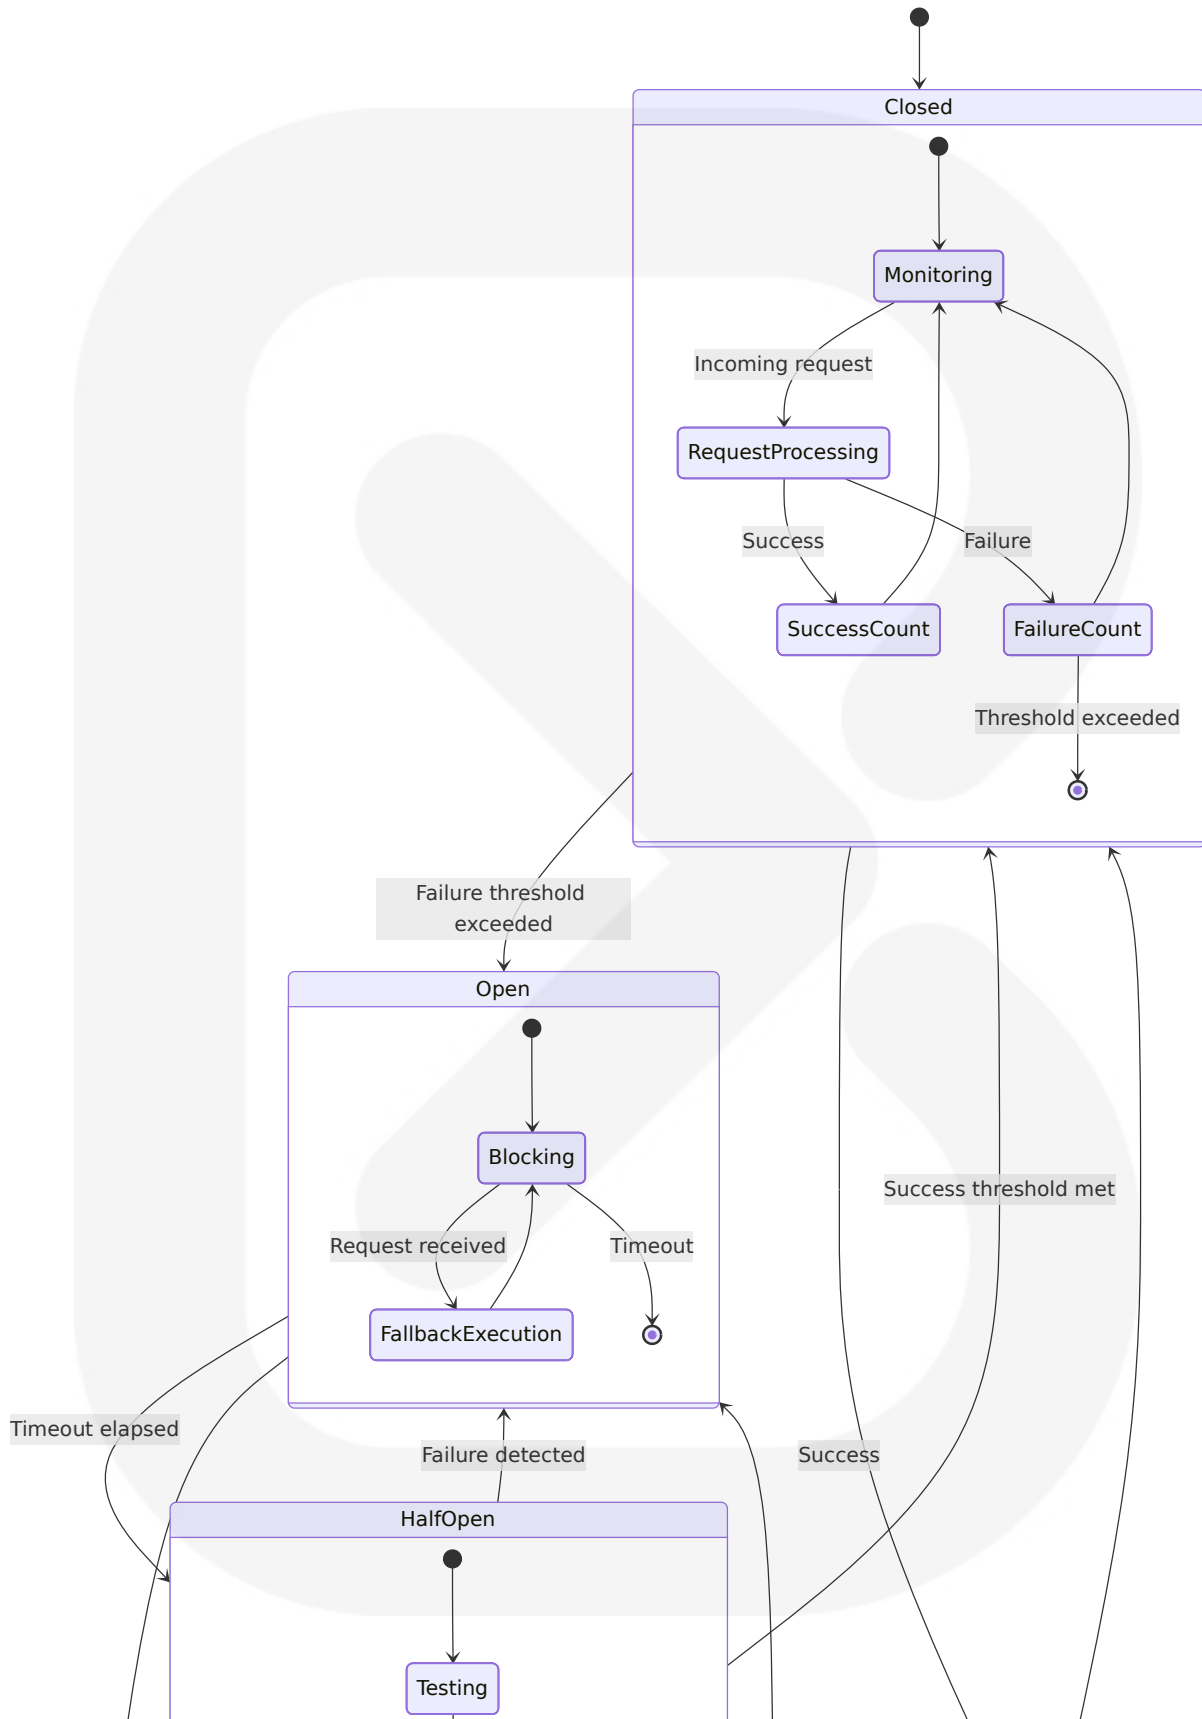 Closed
Monitoring
Incoming request
RequestProcessing
Success
Failure
SuccessCount
FailureCount
Threshold exceeded
Failure threshold
exceeded
Open
Blocking
Success threshold met
Request received
Timeout
FallbackExecution
Timeout elapsed
Failure detected
Success
HalfOpen
Testing